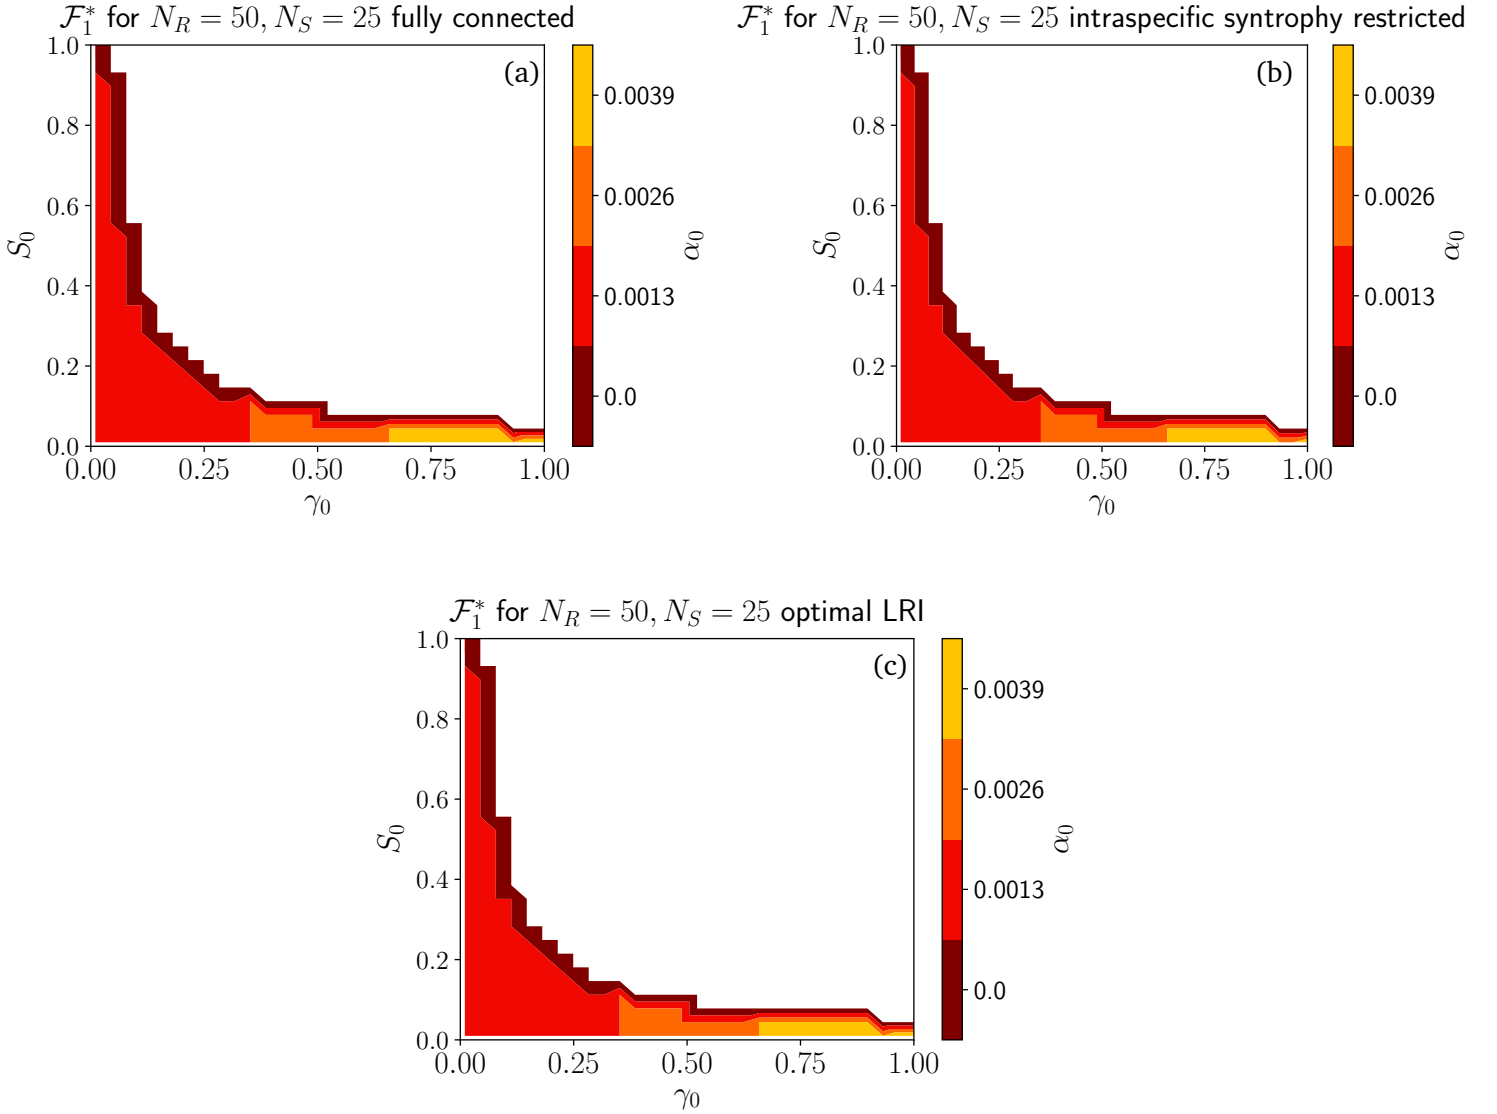 𝓕₁* for N_R = 50, N_S = 25 fully connected
(a)
1.0
0.8
0.6
0.4
0.2
0.0
S₀
0.00 0.25 0.50 0.75 1.00
γ₀
0.0039
0.0026
0.0013
0.0
α₀
𝓕₁* for N_R = 50, N_S = 25 intraspecific syntrophy restricted
(b)
1.0
0.8
0.6
0.4
0.2
0.0
S₀
0.00 0.25 0.50 0.75 1.00
γ₀
0.0039
0.0026
0.0013
0.0
α₀
𝓕₁* for N_R = 50, N_S = 25 optimal LRI
(c)
1.0
0.8
0.6
0.4
0.2
0.0
S₀
0.00 0.25 0.50 0.75 1.00
γ₀
0.0039
0.0026
0.0013
0.0
α₀